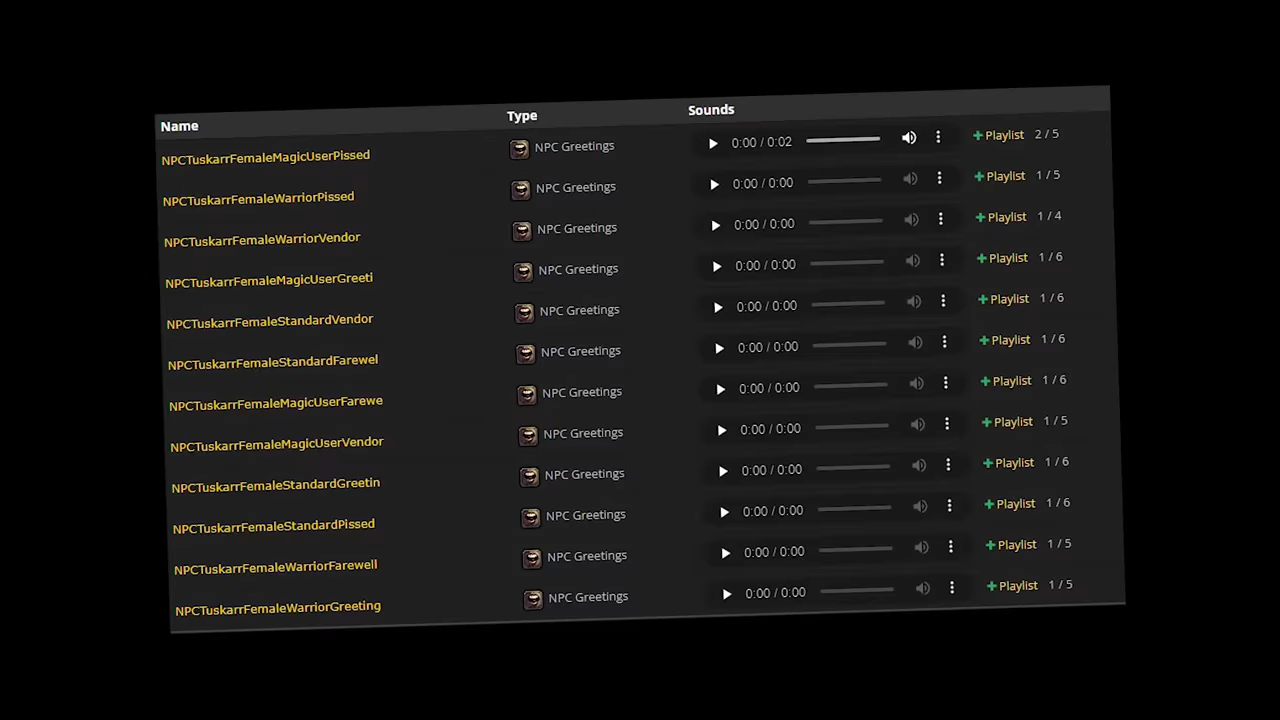 Name Type Sounds
NPCTuskarrFemaleMagicUserPissed NPC Greetings 0:00 / 0:02 Playlist 2 / 5
NPCTuskarrFemaleWarriorPissed NPC Greetings 0:00 / 0:00 Playlist 1 / 5
NPCTuskarrFemaleWarriorVendor NPC Greetings 0:00 / 0:00 Playlist 1 / 4
NPCTuskarrFemaleMagicUserGreeti NPC Greetings 0:00 / 0:00 Playlist 1 / 6
NPCTuskarrFemaleStandardVendor NPC Greetings 0:00 / 0:00 Playlist 1 / 6
NPCTuskarrFemaleStandardFarewel NPC Greetings 0:00 / 0:00 Playlist 1 / 6
NPCTuskarrFemaleMagicUserFarewe NPC Greetings 0:00 / 0:00 Playlist 1 / 6
NPCTuskarrFemaleMagicUserVendor NPC Greetings 0:00 / 0:00 Playlist 1 / 5
NPCTuskarrFemaleStandardGreetin NPC Greetings 0:00 / 0:00 Playlist 1 / 6
NPCTuskarrFemaleStandardPissed NPC Greetings 0:00 / 0:00 Playlist 1 / 6
NPCTuskarrFemaleWarriorFarewell NPC Greetings 0:00 / 0:00 Playlist 1 / 5
NPCTuskarrFemaleWarriorGreeting NPC Greetings 0:00 / 0:00 Playlist 1 / 5